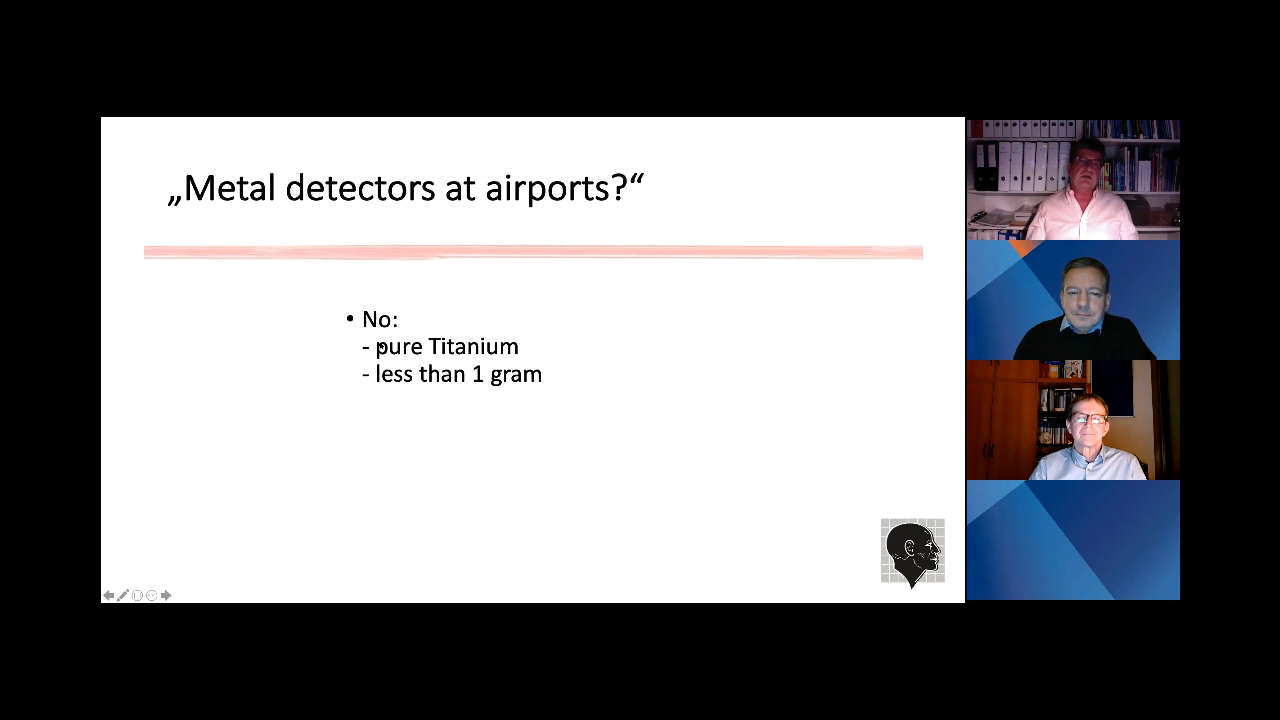 „Metal detectors at airports?“
• No:
- pure Titanium
- less than 1 gram